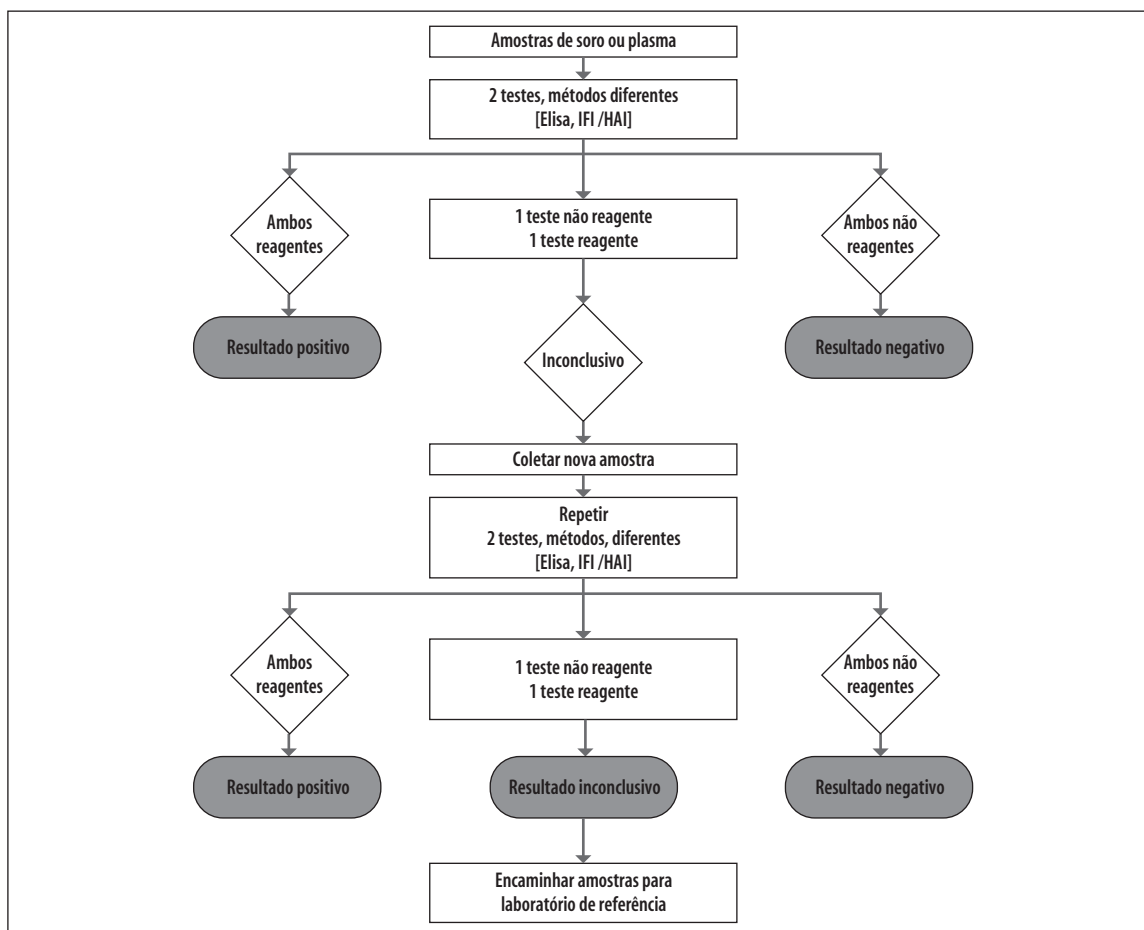 Amostras de soro ou plasma
2 testes, métodos diferentes
[Elisa, IFI /HAI]
Ambos
reagentes
1 teste não reagente
1 teste reagente
Ambos não
reagentes
Resultado positivo
Inconclusivo
Resultado negativo
Coletar nova amostra
Repetir
2 testes, métodos, diferentes
[Elisa, IFI /HAI]
Ambos
reagentes
1 teste não reagente
1 teste reagente
Ambos não
reagentes
Resultado positivo
Resultado inconclusivo
Resultado negativo
Encaminhar amostras para
laboratório de referência